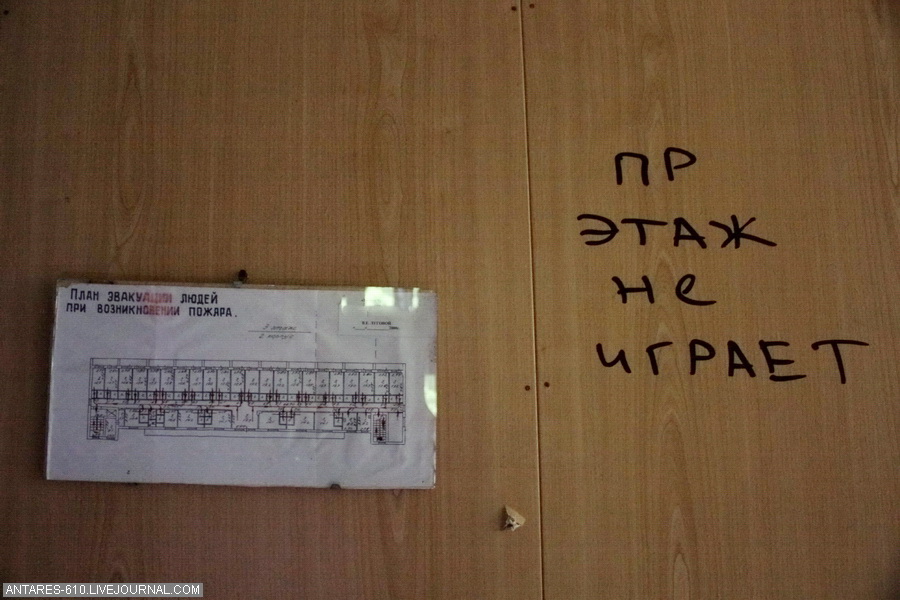 ПЛАН ЭВАКУАЦИИ ЛЮДЕЙ
ПРИ ВОЗНИКНОВЕНИИ ПОЖАРА.
ПР
ЭТАЖ
НЕ
ИГРАЕТ
ANTARES-610.LIVEJOURNAL.COM